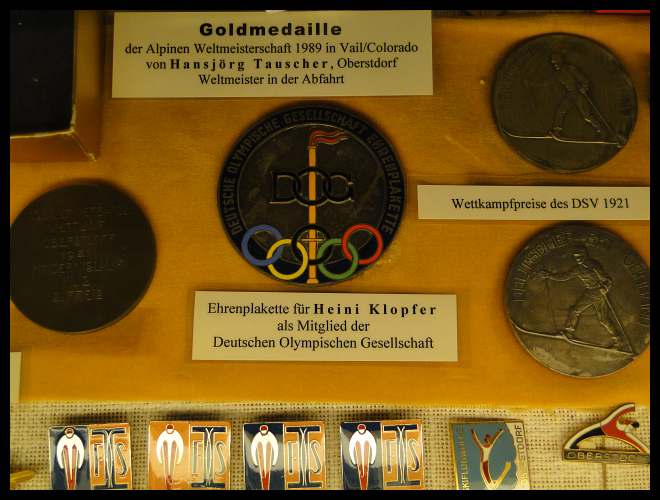 Goldmedaille
der Alpinen Weltmeisterschaft 1989 in Vail/Colorado
von Hansjörg Tauscher, Oberstdorf
Weltmeister in der Abfahrt
DEUTSCHE OLYMPISCHE GESELLSCHAFT EHRENPLAKETTE
DOG
Wettkampfpreise des DSV 1921
Ehrenplakette für Heini Klopfer
als Mitglied der
Deutschen Olympischen Gesellschaft
FIS
FIS
FIS
FIS
SKIFLUGWOCHE OBERSTDORF
OBERSTDORF